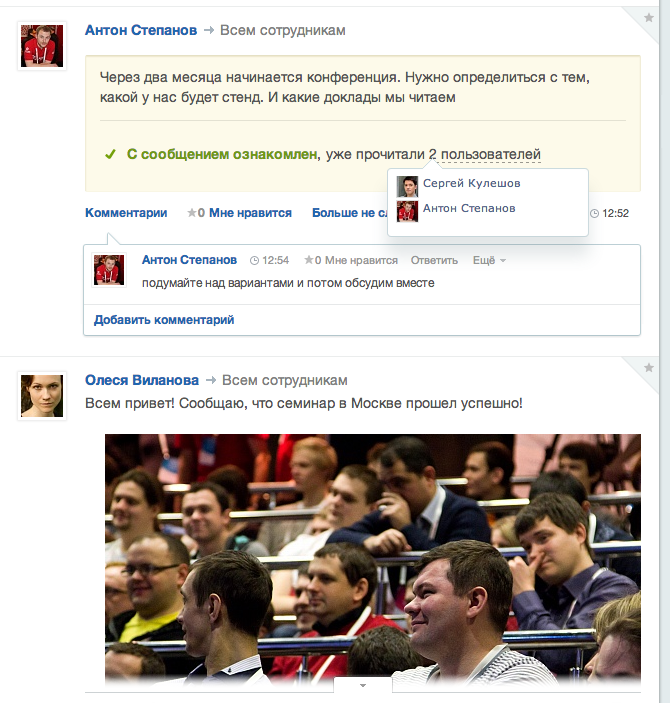 Антон Степанов → Всем сотрудникам
Через два месяца начинается конференция. Нужно определиться с тем,
какой у нас будет стенд. И какие доклады мы читаем
С сообщением ознакомлен, уже прочитали 2 пользователей
Сергей Кулешов
Антон Степанов
Комментарии ★0 Мне нравится Больше не 12:52
Антон Степанов 12:54 ★0 Мне нравится Ответить Ещё
подумайте над вариантами и потом обсудим вместе
Добавить комментарий
Олеся Виланова → Всем сотрудникам
Всем привет! Сообщаю, что семинар в Москве прошел успешно!